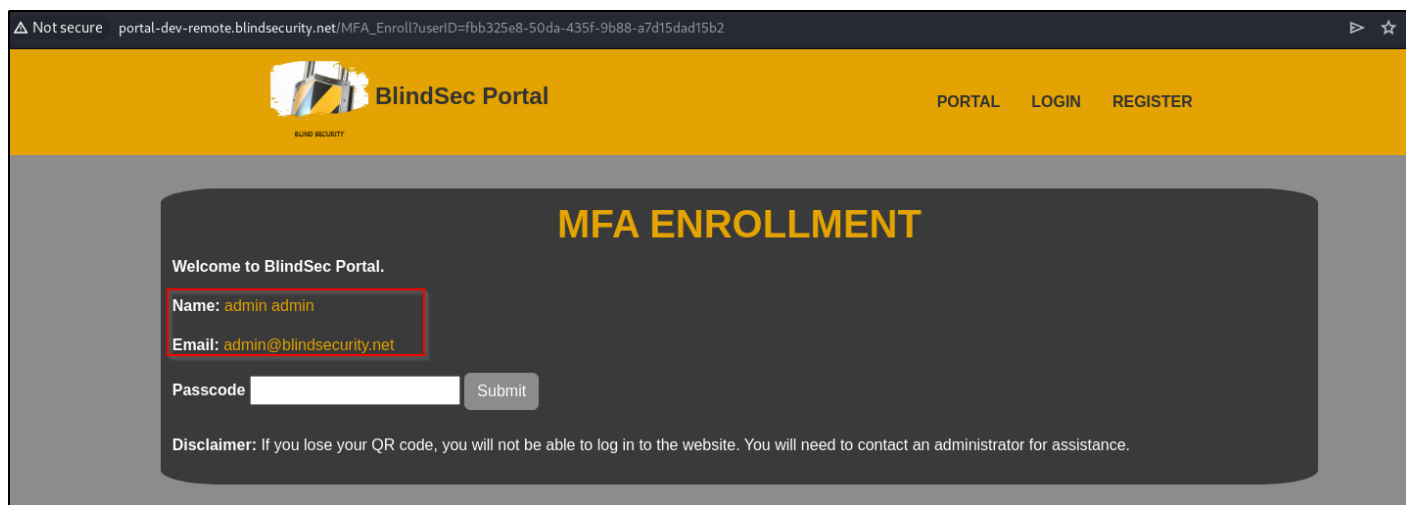 Not secure portal-dev-remote.blindsecurity.net/MFA_Enroll?userID=fbb325e8-50da-435f-9b88-a7d15dad15b2
BlindSec Portal
BLIND SECURITY
PORTAL LOGIN REGISTER
MFA ENROLLMENT
Welcome to BlindSec Portal.
Name: admin admin
Email: admin@blindsecurity.net
Passcode Submit
Disclaimer: If you lose your QR code, you will not be able to log in to the website. You will need to contact an administrator for assistance.